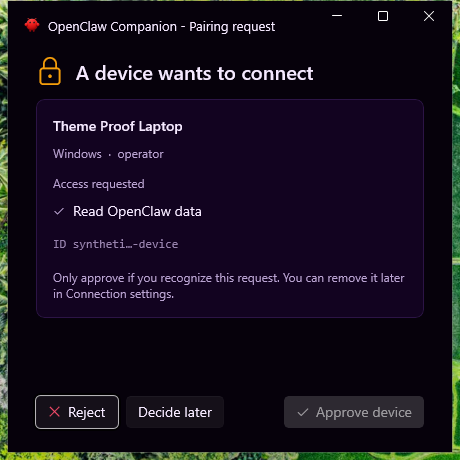 OpenClaw Companion - Pairing request
A device wants to connect
Theme Proof Laptop
Windows · operator
Access requested
Read OpenClaw data
ID syntheti…-device
Only approve if you recognize this request. You can remove it later
in Connection settings.
Reject
Decide later
Approve device